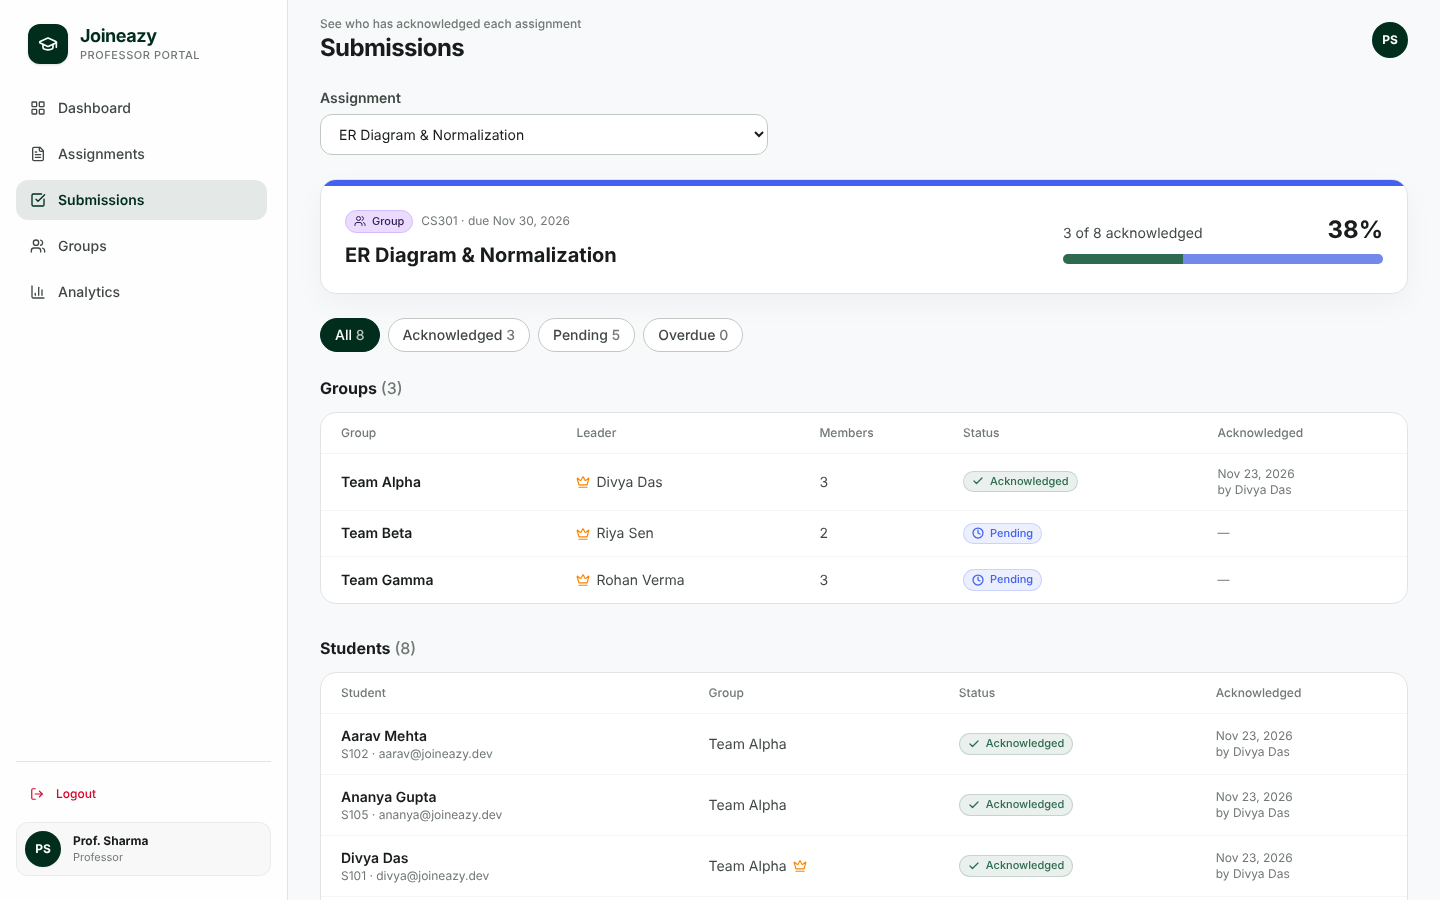 Joineazy
PROFESSOR PORTAL
Dashboard
Assignments
Submissions
Groups
Analytics
Logout
PS
Prof. Sharma
Professor
See who has acknowledged each assignment
Submissions
PS
Assignment
ER Diagram & Normalization
Group CS301 · due Nov 30, 2026
ER Diagram & Normalization
3 of 8 acknowledged 38%
All 8 Acknowledged 3 Pending 5 Overdue 0
Groups (3)
Group Leader Members Status Acknowledged
Team Alpha Divya Das 3 Acknowledged Nov 23, 2026
by Divya Das
Team Beta Riya Sen 2 Pending —
Team Gamma Rohan Verma 3 Pending —
Students (8)
Student Group Status Acknowledged
Aarav Mehta
S102 · aarav@joineazy.dev
Team Alpha Acknowledged Nov 23, 2026
by Divya Das
Ananya Gupta
S105 · ananya@joineazy.dev
Team Alpha Acknowledged Nov 23, 2026
by Divya Das
Divya Das
S101 · divya@joineazy.dev
Team Alpha Acknowledged Nov 23, 2026
by Divya Das